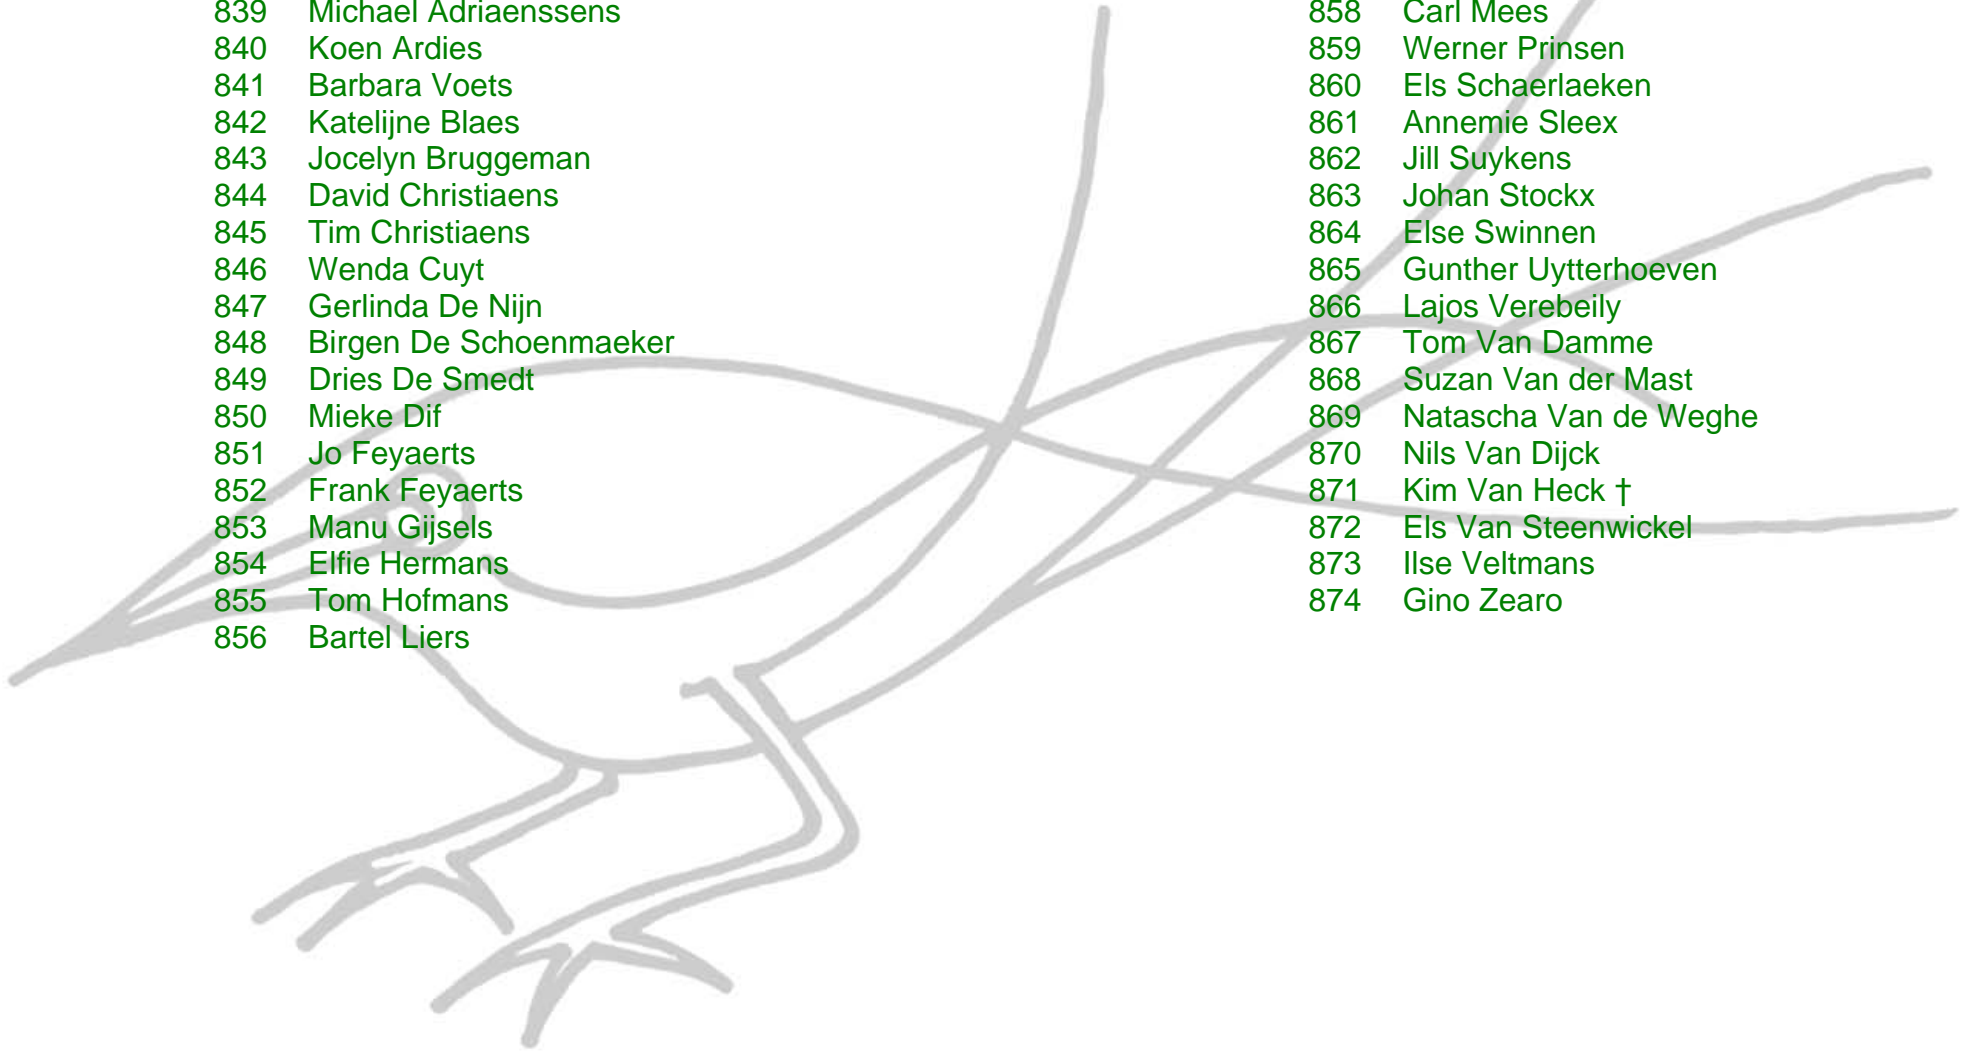 839 Michael Adriaenssens
840 Koen Ardies
841 Barbara Voets
842 Katelijne Blaes
843 Jocelyn Bruggeman
844 David Christiaens
845 Tim Christiaens
846 Wenda Cuyt
847 Gerlinda De Nijn
848 Birgen De Schoenmaeker
849 Dries De Smedt
850 Mieke Dif
851 Jo Feyaerts
852 Frank Feyaerts
853 Manu Gijsels
854 Elfie Hermans
855 Tom Hofmans
856 Bartel Liers
858 Carl Mees
859 Werner Prinsen
860 Els Schaerlaeken
861 Annemie Sleex
862 Jill Suykens
863 Johan Stockx
864 Else Swinnen
865 Gunther Uytterhoeven
866 Lajos Verebeily
867 Tom Van Damme
868 Suzan Van der Mast
869 Natascha Van de Weghe
870 Nils Van Dijck
871 Kim Van Heck †
872 Els Van Steenwickel
873 Ilse Veltmans
874 Gino Zearo